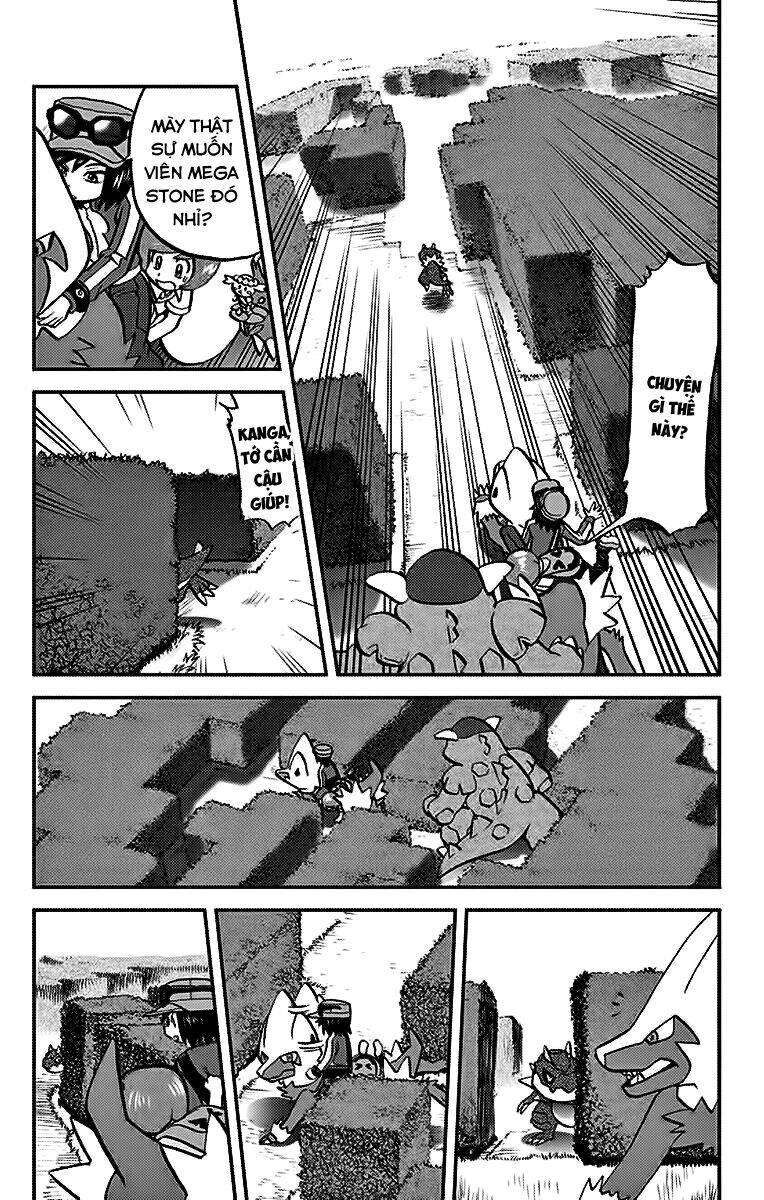 MÀY THẬT
SỰ MUỐN
VIÊN MEGA
STONE ĐÓ
NHỈ?
CHUYỆN
GÌ THẾ
NÀY?
KANGA,
TỚ CẦN
CẬU
GIÚP!